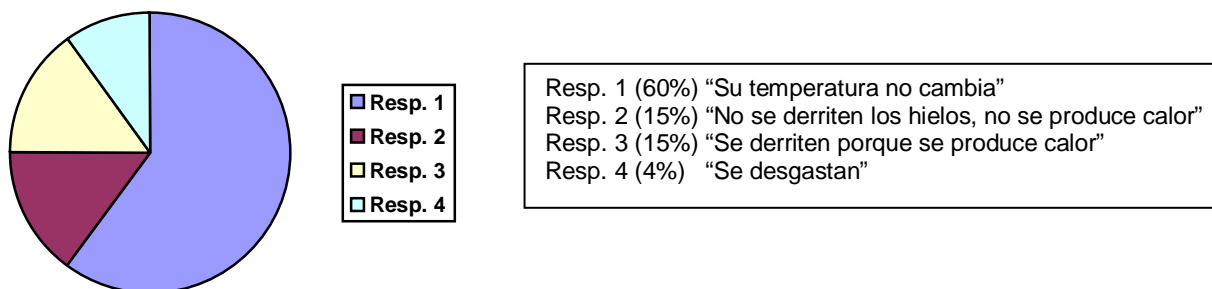 Resp. 1
Resp. 2
Resp. 3
Resp. 4
Resp. 1 (60%) “Su temperatura no cambia”
Resp. 2 (15%) “No se derriten los hielos, no se produce calor”
Resp. 3 (15%) “Se derriten porque se produce calor”
Resp. 4 (4%) “Se desgastan”